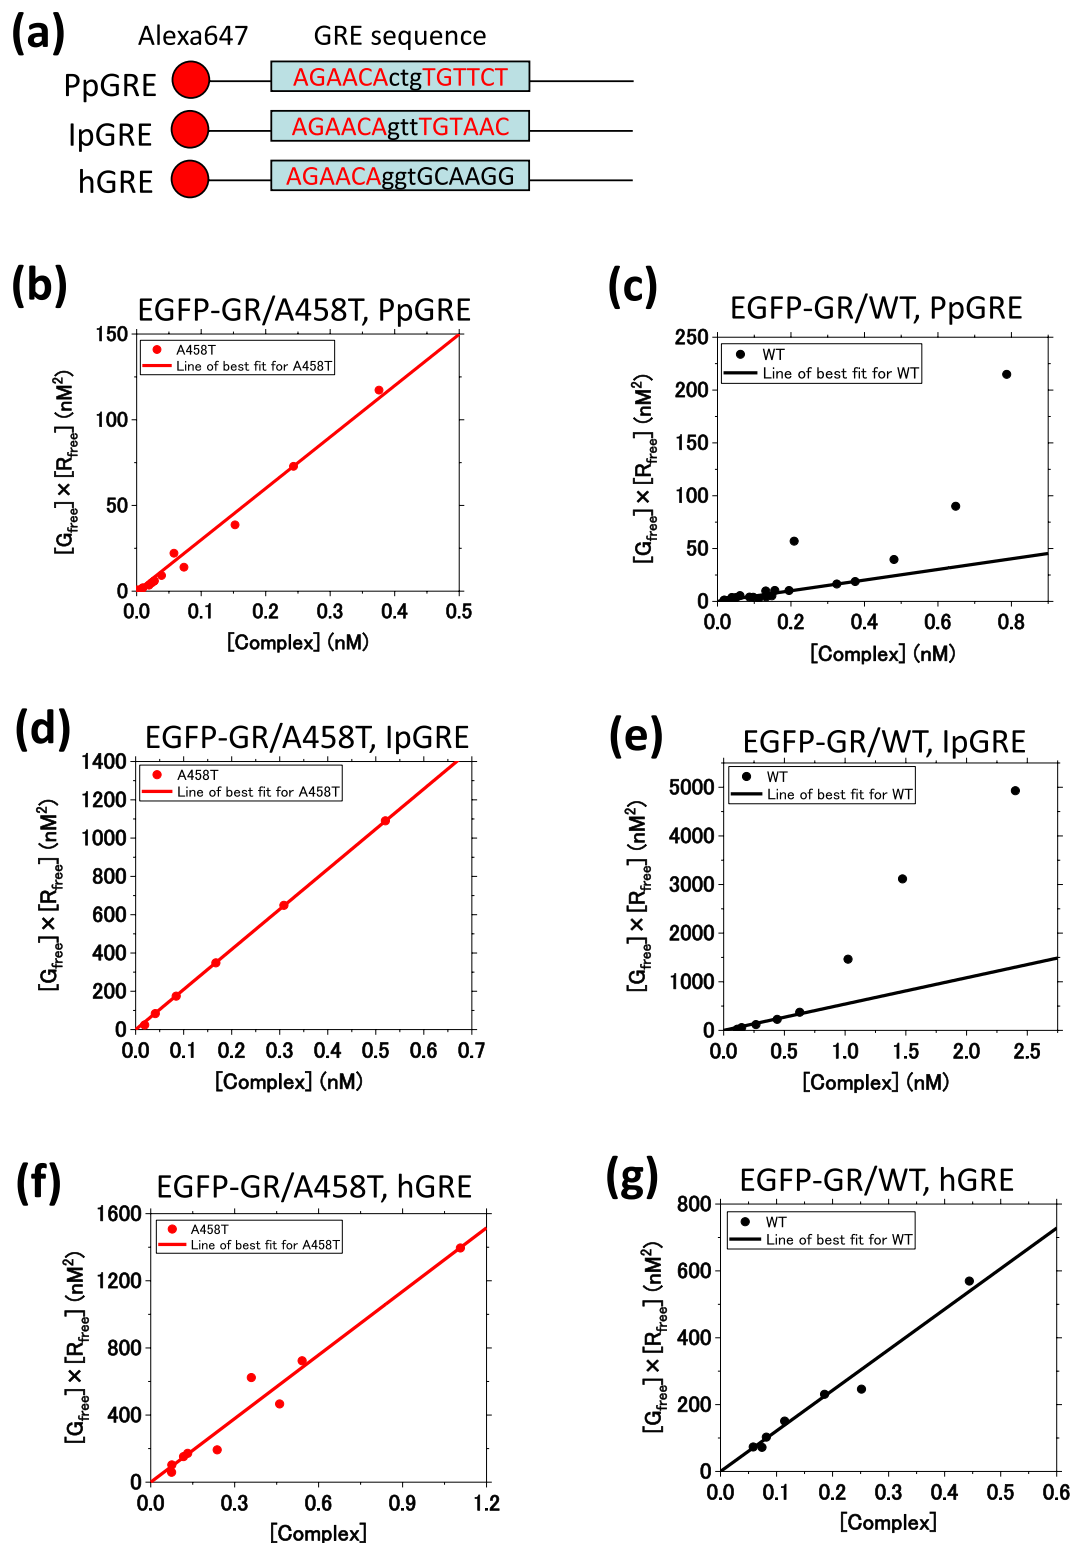 (a)
Alexa647 GRE sequence
PpGRE AGAACActgTGTTCT
IpGRE AGAACAgttTGTAAC
hGRE AGAACAggtGCAAGG
(b)
EGFP-GR/A458T, PpGRE
A458T
Line of best fit for A458T
[Gfree]×[Rfree] (nM²)
150
100
50
0
0.0 0.1 0.2 0.3 0.4 0.5
[Complex] (nM)
(c)
EGFP-GR/WT, PpGRE
WT
Line of best fit for WT
[Gfree]×[Rfree] (nM²)
250
200
150
100
50
0
0.0 0.2 0.4 0.6 0.8
[Complex] (nM)
(d)
EGFP-GR/A458T, IpGRE
A458T
Line of best fit for A458T
[Gfree]×[Rfree] (nM²)
1400
1200
1000
800
600
400
200
0
0.0 0.1 0.2 0.3 0.4 0.5 0.6 0.7
[Complex] (nM)
(e)
EGFP-GR/WT, IpGRE
WT
Line of best fit for WT
[Gfree]×[Rfree] (nM²)
5000
4000
3000
2000
1000
0
0.0 0.5 1.0 1.5 2.0 2.5
[Complex] (nM)
(f)
EGFP-GR/A458T, hGRE
A458T
Line of best fit for A458T
[Gfree]×[Rfree] (nM²)
1600
1200
800
400
0
0.0 0.3 0.6 0.9 1.2
[Complex]
(g)
EGFP-GR/WT, hGRE
WT
Line of best fit for WT
[Gfree]×[Rfree] (nM²)
800
600
400
200
0
0.0 0.1 0.2 0.3 0.4 0.5 0.6
[Complex]